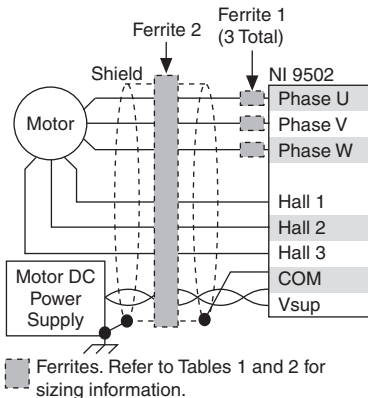 Ferrite 1
(3 Total)
Ferrite 2
Shield
NI 9502
Phase U
Phase V
Phase W
Motor
Hall 1
Hall 2
Hall 3
COM
Vsup
Motor DC
Power
Supply
Ferrites. Refer to Tables 1 and 2 for
sizing information.